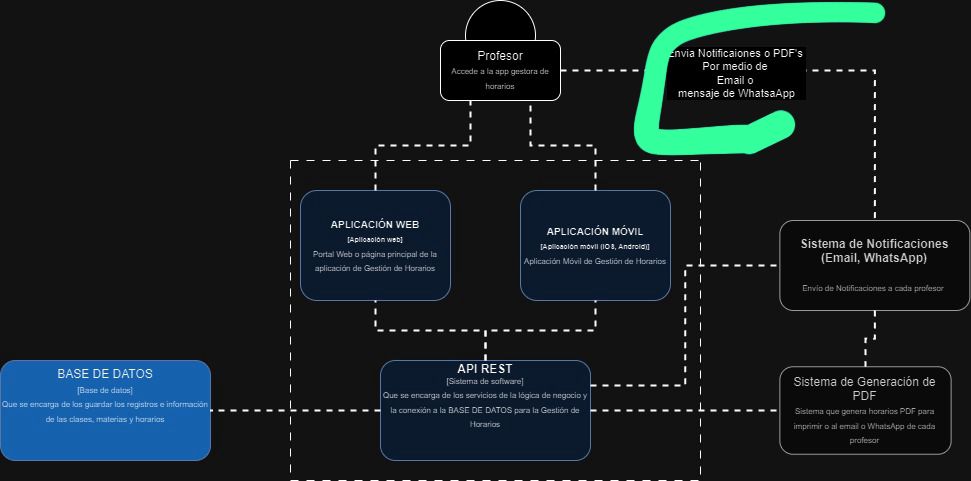 Profesor
Accede a la app gestora de
horarios
Envia Notificaiones o PDF's
Por medio de
Email o
mensaje de WhatsaApp
APLICACIÓN WEB
[Aplicación web]
Portal Web o página principal de la
aplicación de Gestión de Horarios
APLICACIÓN MÓVIL
[Aplicación móvil (iOS, Android)]
Aplicación Móvil de Gestión de Horarios
Sistema de Notificaciones
(Email, WhatsApp)
Envío de Notificaciones a cada profesor
BASE DE DATOS
[Base de datos]
Que se encarga de los guardar los registros e información
de las clases, materias y horarios
API REST
[Sistema de software]
Que se encarga de los servicios de la lógica de negocio y
la conexión a la BASE DE DATOS para la Gestión de
Horarios
Sistema de Generación de
PDF
Sistema que genera horarios PDF para
imprimir o al email o WhatsApp de cada
profesor